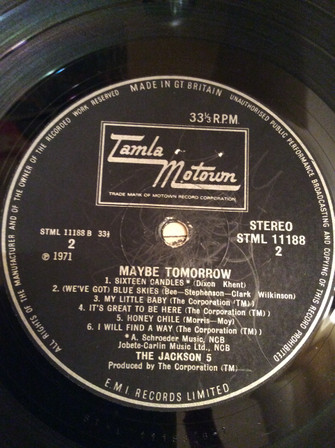 MADE IN GT BRITAIN
UNAUTHORISED PUBLIC PERFORMANCE BROADCASTING AND COPYING OF THIS RECORD PROHIBITED
ALL RIGHTS OF THE MANUFACTURER AND OF THE OWNER OF THE RECORDED WORK RESERVED
33⅓ R.P.M.
Tamla
Motown
TRADE MARK OF MOTOWN RECORD CORPORATION
STML 11188 B 33⅓
2
℗ 1971
STEREO
STML 11188
2
MAYBE TOMORROW
1. SIXTEEN CANDLES * (Dixon Khent)
2. (WE'VE GOT) BLUE SKIES (Bee—Stephenson—Clark Wilkinson)
3. MY LITTLE BABY (The Corporation (TM))
4. IT'S GREAT TO BE HERE (The Corporation (TM))
5. HONEY CHILE (Morris—Moy)
6. I WILL FIND A WAY (The Corporation (TM))
* A. Schroeder Music, NCB
Jobete-Carlin Music Ltd., NCB
THE JACKSON 5
Produced by The Corporation (TM)
E.M.I. RECORDS LIMITED